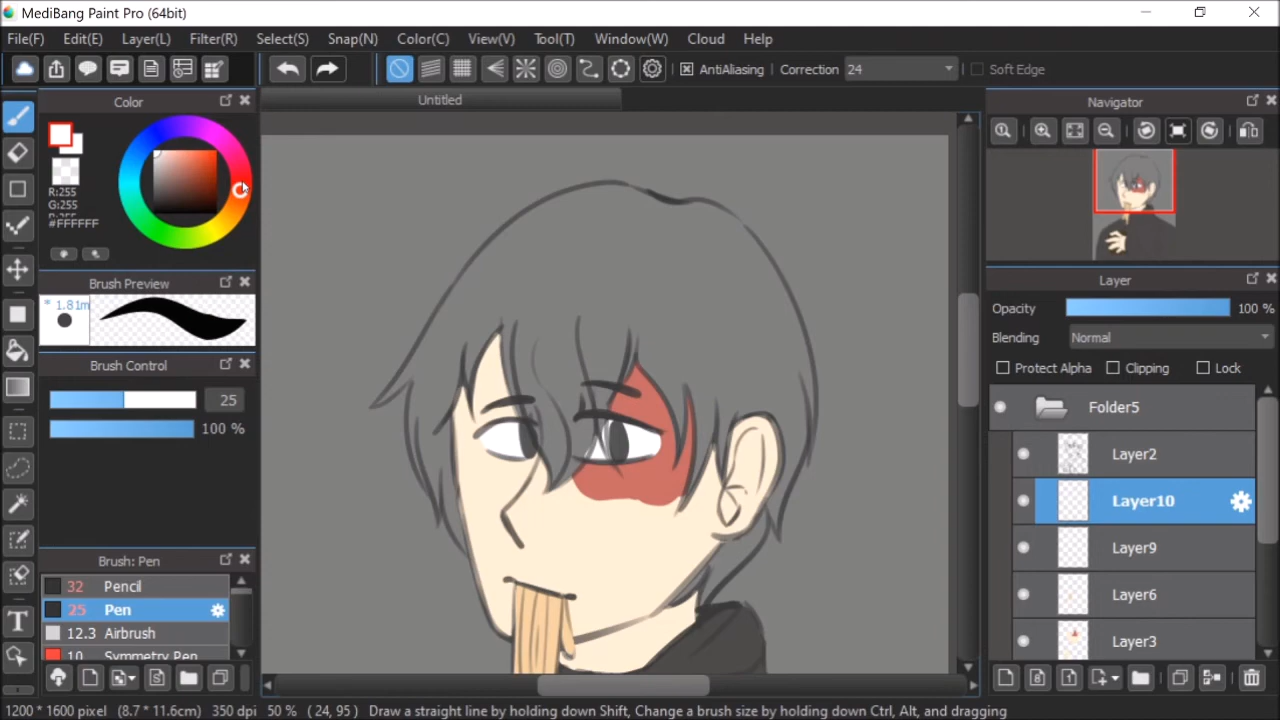 MediBang Paint Pro (64bit)
File(F) Edit(E) Layer(L) Filter(R) Select(S) Snap(N) Color(C) View(V) Tool(T) Window(W) Cloud Help
AntiAliasing Correction 24 Soft Edge
Color
Untitled
Navigator
R:255
G:255
#FFFFFF
Brush Preview
* 1.81m
Layer
Opacity 100 %
Blending Normal
Brush Control
Protect Alpha Clipping Lock
25
100 %
Folder5
Layer2
Layer10
Layer9
Layer6
Layer3
Brush: Pen
32 Pencil
25 Pen
12.3 Airbrush
10 Symmetry Pen
T
1200 * 1600 pixel (8.7 * 11.6cm) 350 dpi 50 % ( 24, 95 ) Draw a straight line by holding down Shift, Change a brush size by holding down Ctrl, Alt, and dragging